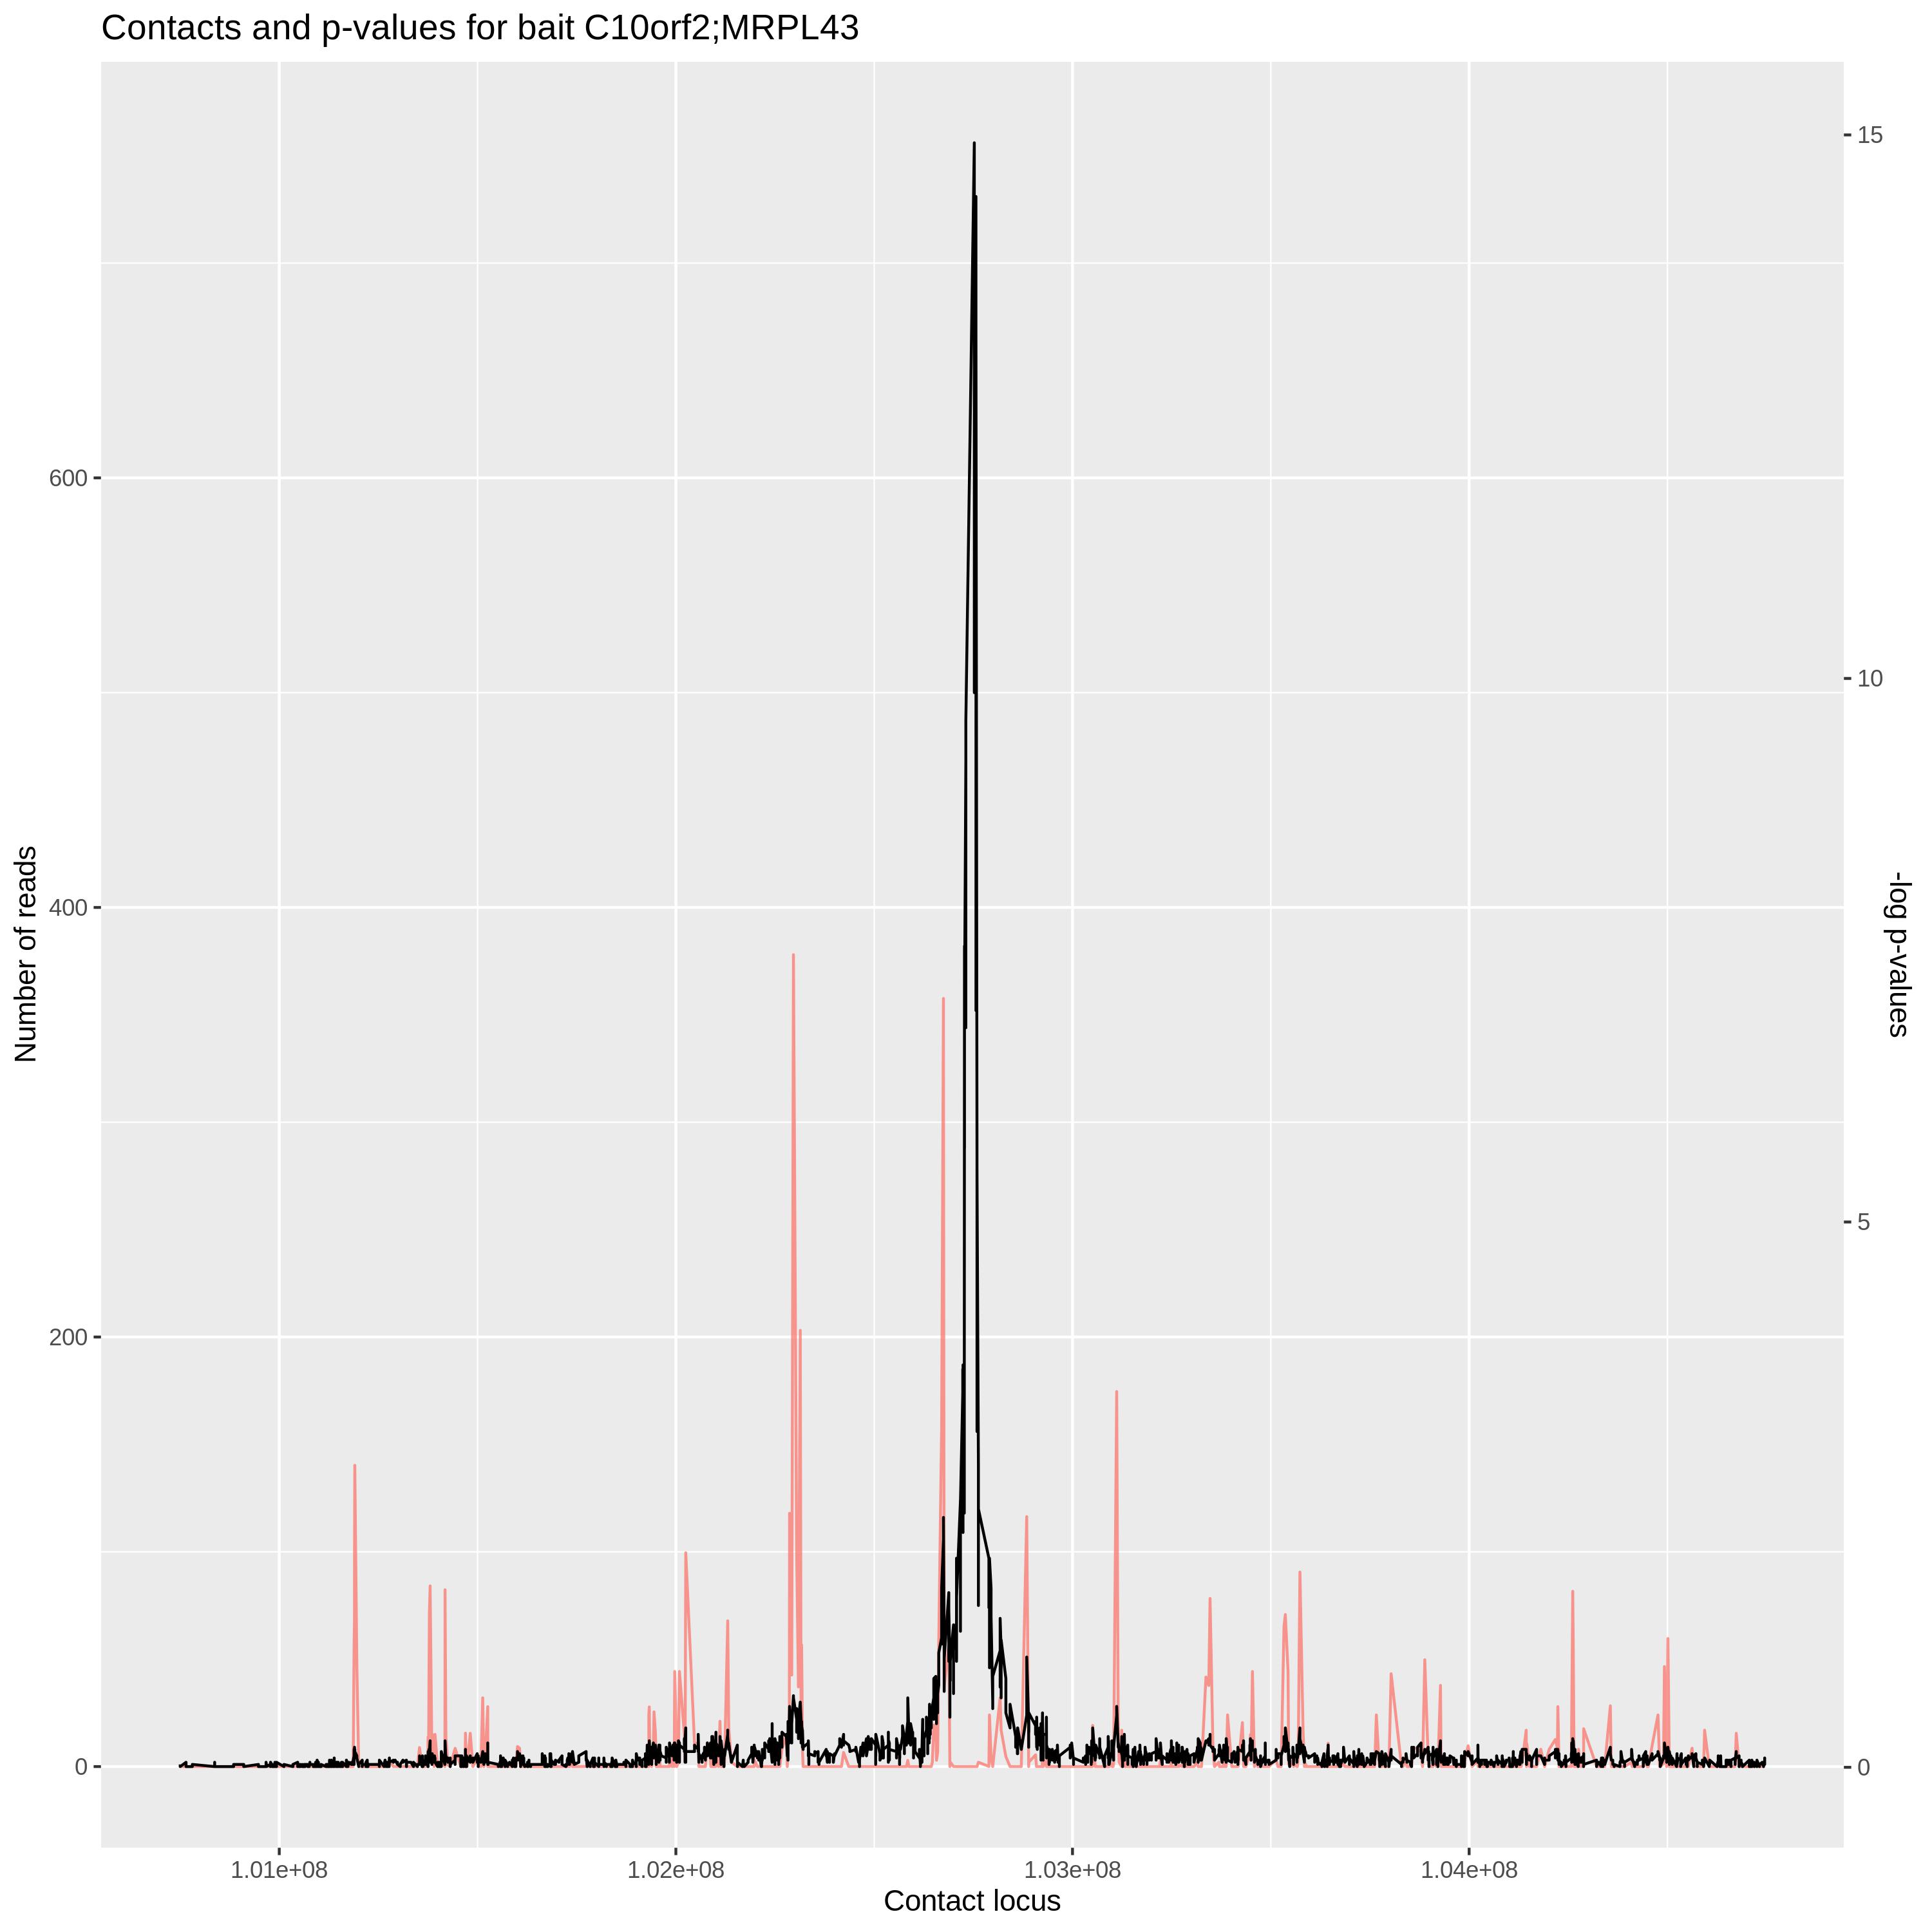 Contacts and p-values for bait C10orf2;MRPL43
Number of reads
600
400
200
0
15
10
5
0
-log p-values
1.01e+08
1.02e+08
1.03e+08
1.04e+08
Contact locus